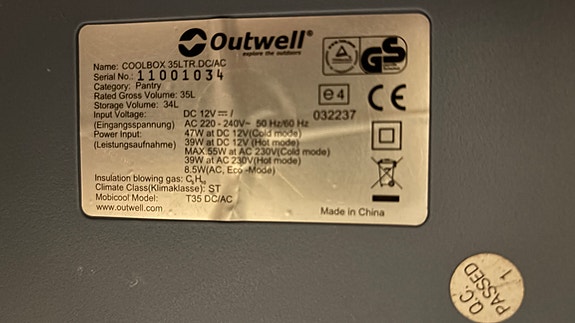 Outwell®
explore the outdoors
Name: COOLBOX 35LTR.DC/AC
Serial No.: 11001034
Category: Pantry
Rated Gross Volume: 35L
Storage Volume: 34L
Input Voltage: DC 12V⎓ /
(Eingangsspannung) AC 220 - 240V~ 50 Hz/60 Hz
Power Input: 47W at DC 12V(Cold mode)
(Leistungsaufnahme) 39W at DC 12V(Hot mode)
MAX.55W at AC 230V(Cold mode)
39W at AC 230V(Hot mode)
8.5W(AC, Eco -Mode)
Insulation blowing gas: C₅H₁₀
Climate Class(Klimaklasse): ST
Mobicool Model: T35 DC/AC
www.outwell.com
GS
e4
CE
032237
Made in China
Q.C.
PASSED
1